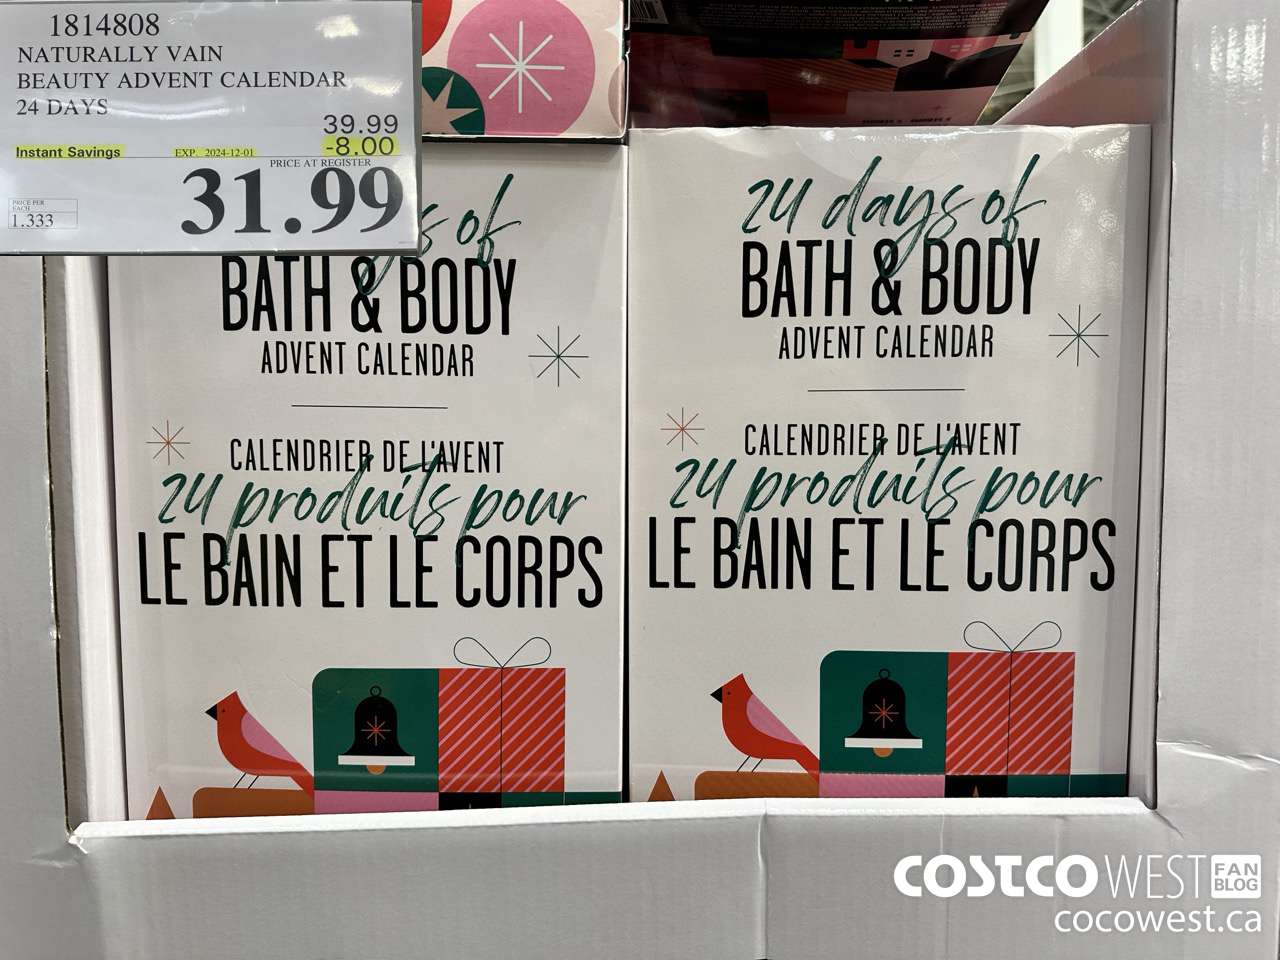 1814808
NATURALLY VAIN
BEAUTY ADVENT CALENDAR
24 DAYS
39.99
Instant Savings EXP. 2024-12-01 -8.00
PRICE AT REGISTER
31.99
PRICE PER
EACH
1.333
s of
BATH & BODY
ADVENT CALENDAR
CALENDRIER DE L'AVENT
24 produits pour
LE BAIN ET LE CORPS
24 days of
BATH & BODY
ADVENT CALENDAR
CALENDRIER DE L'AVENT
24 produits pour
LE BAIN ET LE CORPS
COSTCO WEST FAN
BLOG
cocowest.ca